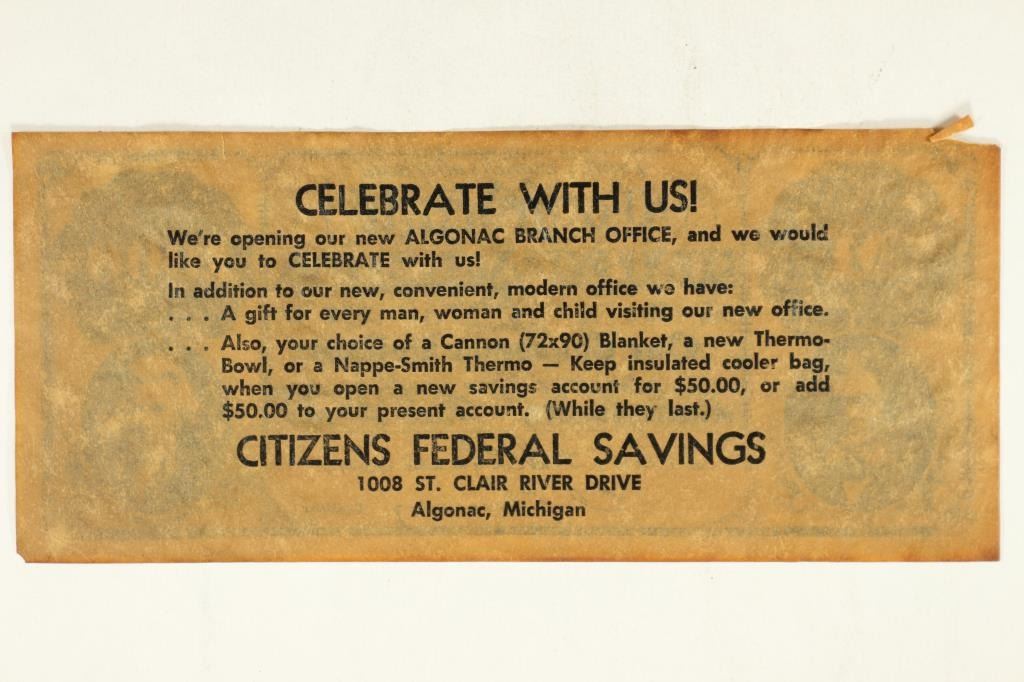 CELEBRATE WITH US!
We're opening our new ALGONAC BRANCH OFFICE, and we would
like you to CELEBRATE with us!
In addition to our new, convenient, modern office we have:
. . . A gift for every man, woman and child visiting our new office.
. . . Also, your choice of a Cannon (72x90) Blanket, a new Thermo-
Bowl, or a Nappe-Smith Thermo — Keep insulated cooler bag,
when you open a new savings account for $50.00, or add
$50.00 to your present account. (While they last.)
CITIZENS FEDERAL SAVINGS
1008 ST. CLAIR RIVER DRIVE
Algonac, Michigan